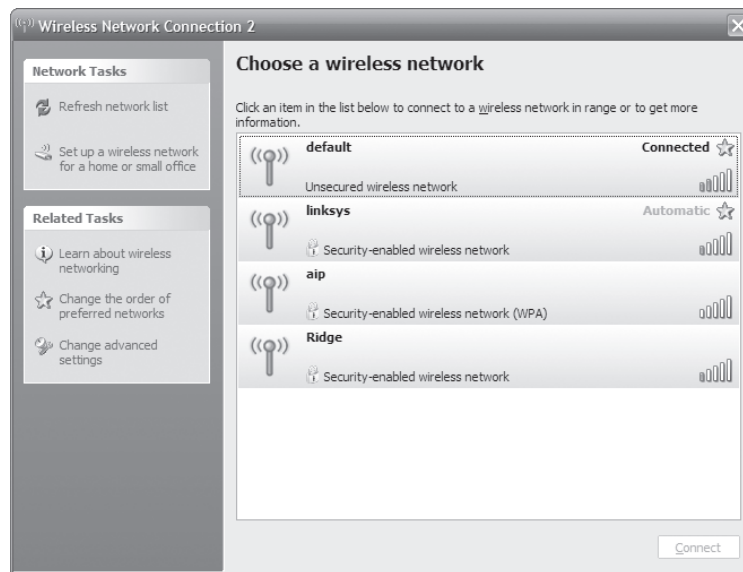 Wireless Network Connection 2
Network Tasks
Refresh network list
Set up a wireless network
for a home or small office
Related Tasks
Learn about wireless
networking
Change the order of
preferred networks
Change advanced
settings
Choose a wireless network
Click an item in the list below to connect to a wireless network in range or to get more
information.
default
Connected
Unsecured wireless network
linksys
Automatic
Security-enabled wireless network
aip
Security-enabled wireless network (WPA)
Ridge
Security-enabled wireless network
Connect